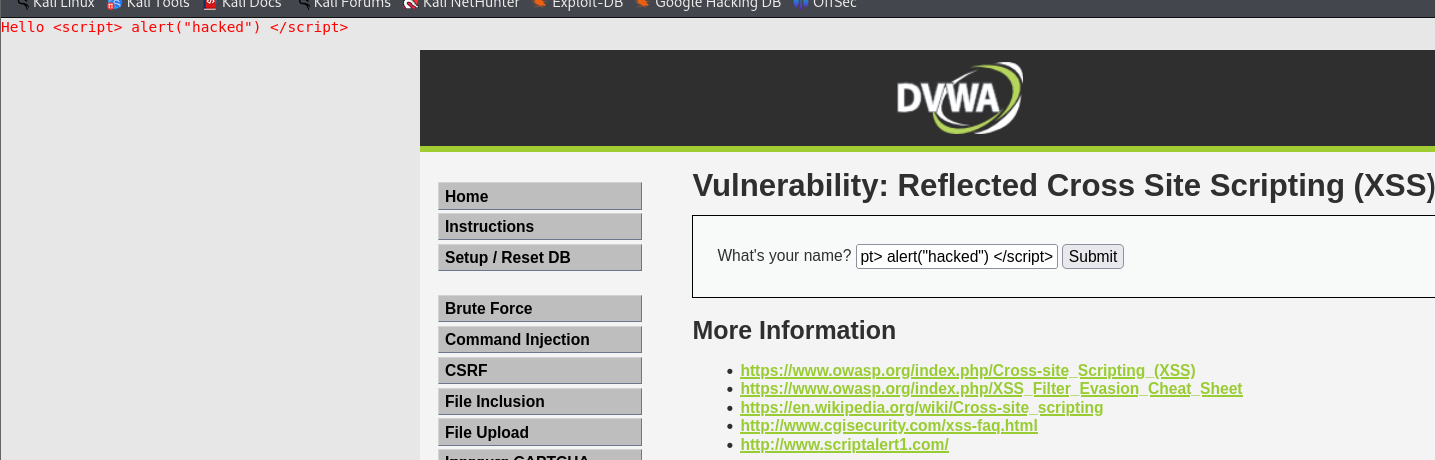 Kali Linux Kali Tools Kali Docs Kali Forums Kali NetHunter Exploit-DB Google Hacking DB OffSec
Hello <script> alert("hacked") </script>
DVWA
Vulnerability: Reflected Cross Site Scripting (XSS)
Home
Instructions
Setup / Reset DB
What's your name? pt> alert("hacked") </script> Submit
Brute Force
Command Injection
CSRF
File Inclusion
File Upload
Insecure CAPTCHA
More Information
https://www.owasp.org/index.php/Cross-site_Scripting_(XSS)
https://www.owasp.org/index.php/XSS_Filter_Evasion_Cheat_Sheet
https://en.wikipedia.org/wiki/Cross-site_scripting
http://www.cgisecurity.com/xss-faq.html
http://www.scriptalert1.com/